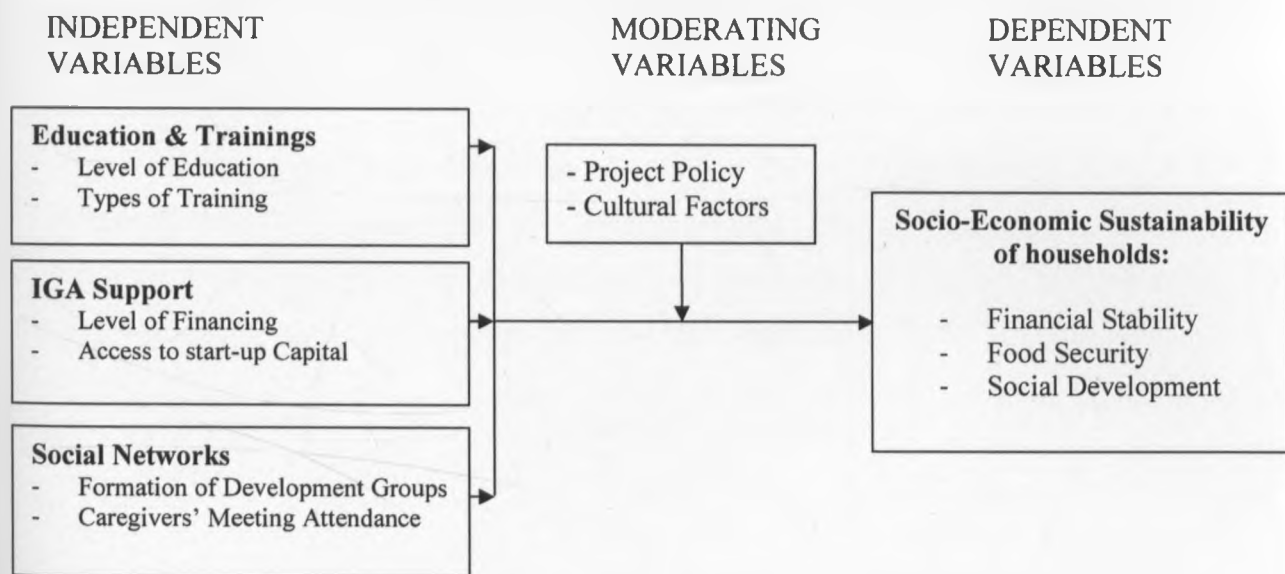 INDEPENDENT
VARIABLES
MODERATING
VARIABLES
DEPENDENT
VARIABLES
Education & Trainings
- Level of Education
- Types of Training
IGA Support
- Level of Financing
- Access to start-up Capital
Social Networks
- Formation of Development Groups
- Caregivers’ Meeting Attendance
- Project Policy
- Cultural Factors
Socio-Economic Sustainability
of households:
- Financial Stability
- Food Security
- Social Development